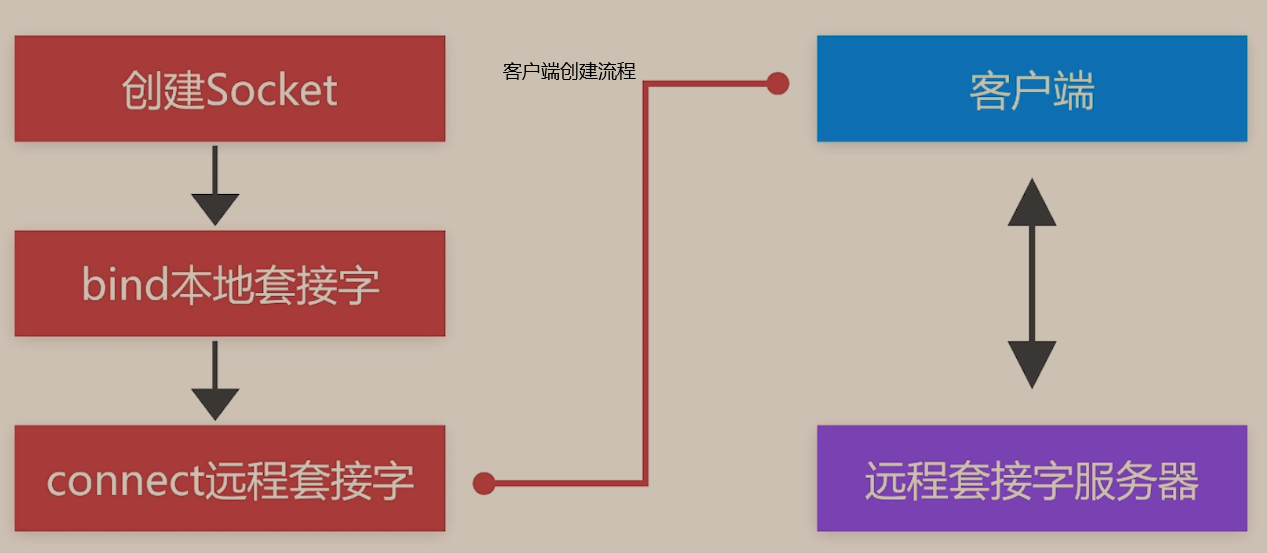 创建Socket
客户端创建流程
客户端
bind本地套接字
connect远程套接字
远程套接字服务器